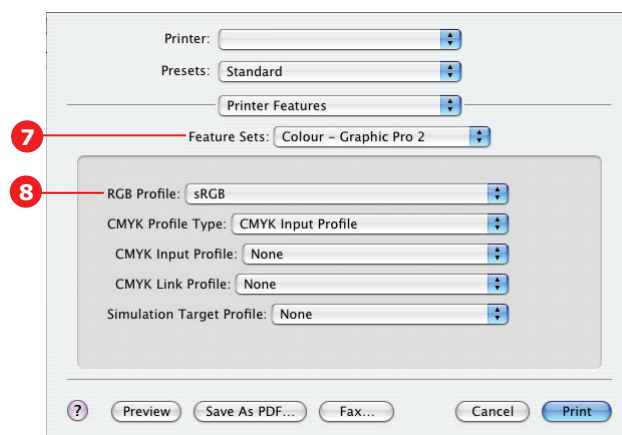 Printer:
Presets: Standard
Printer Features
7 Feature Sets: Colour – Graphic Pro 2
8 RGB Profile: sRGB
CMYK Profile Type: CMYK Input Profile
CMYK Input Profile: None
CMYK Link Profile: None
Simulation Target Profile: None
? Preview Save As PDF... Fax... Cancel Print